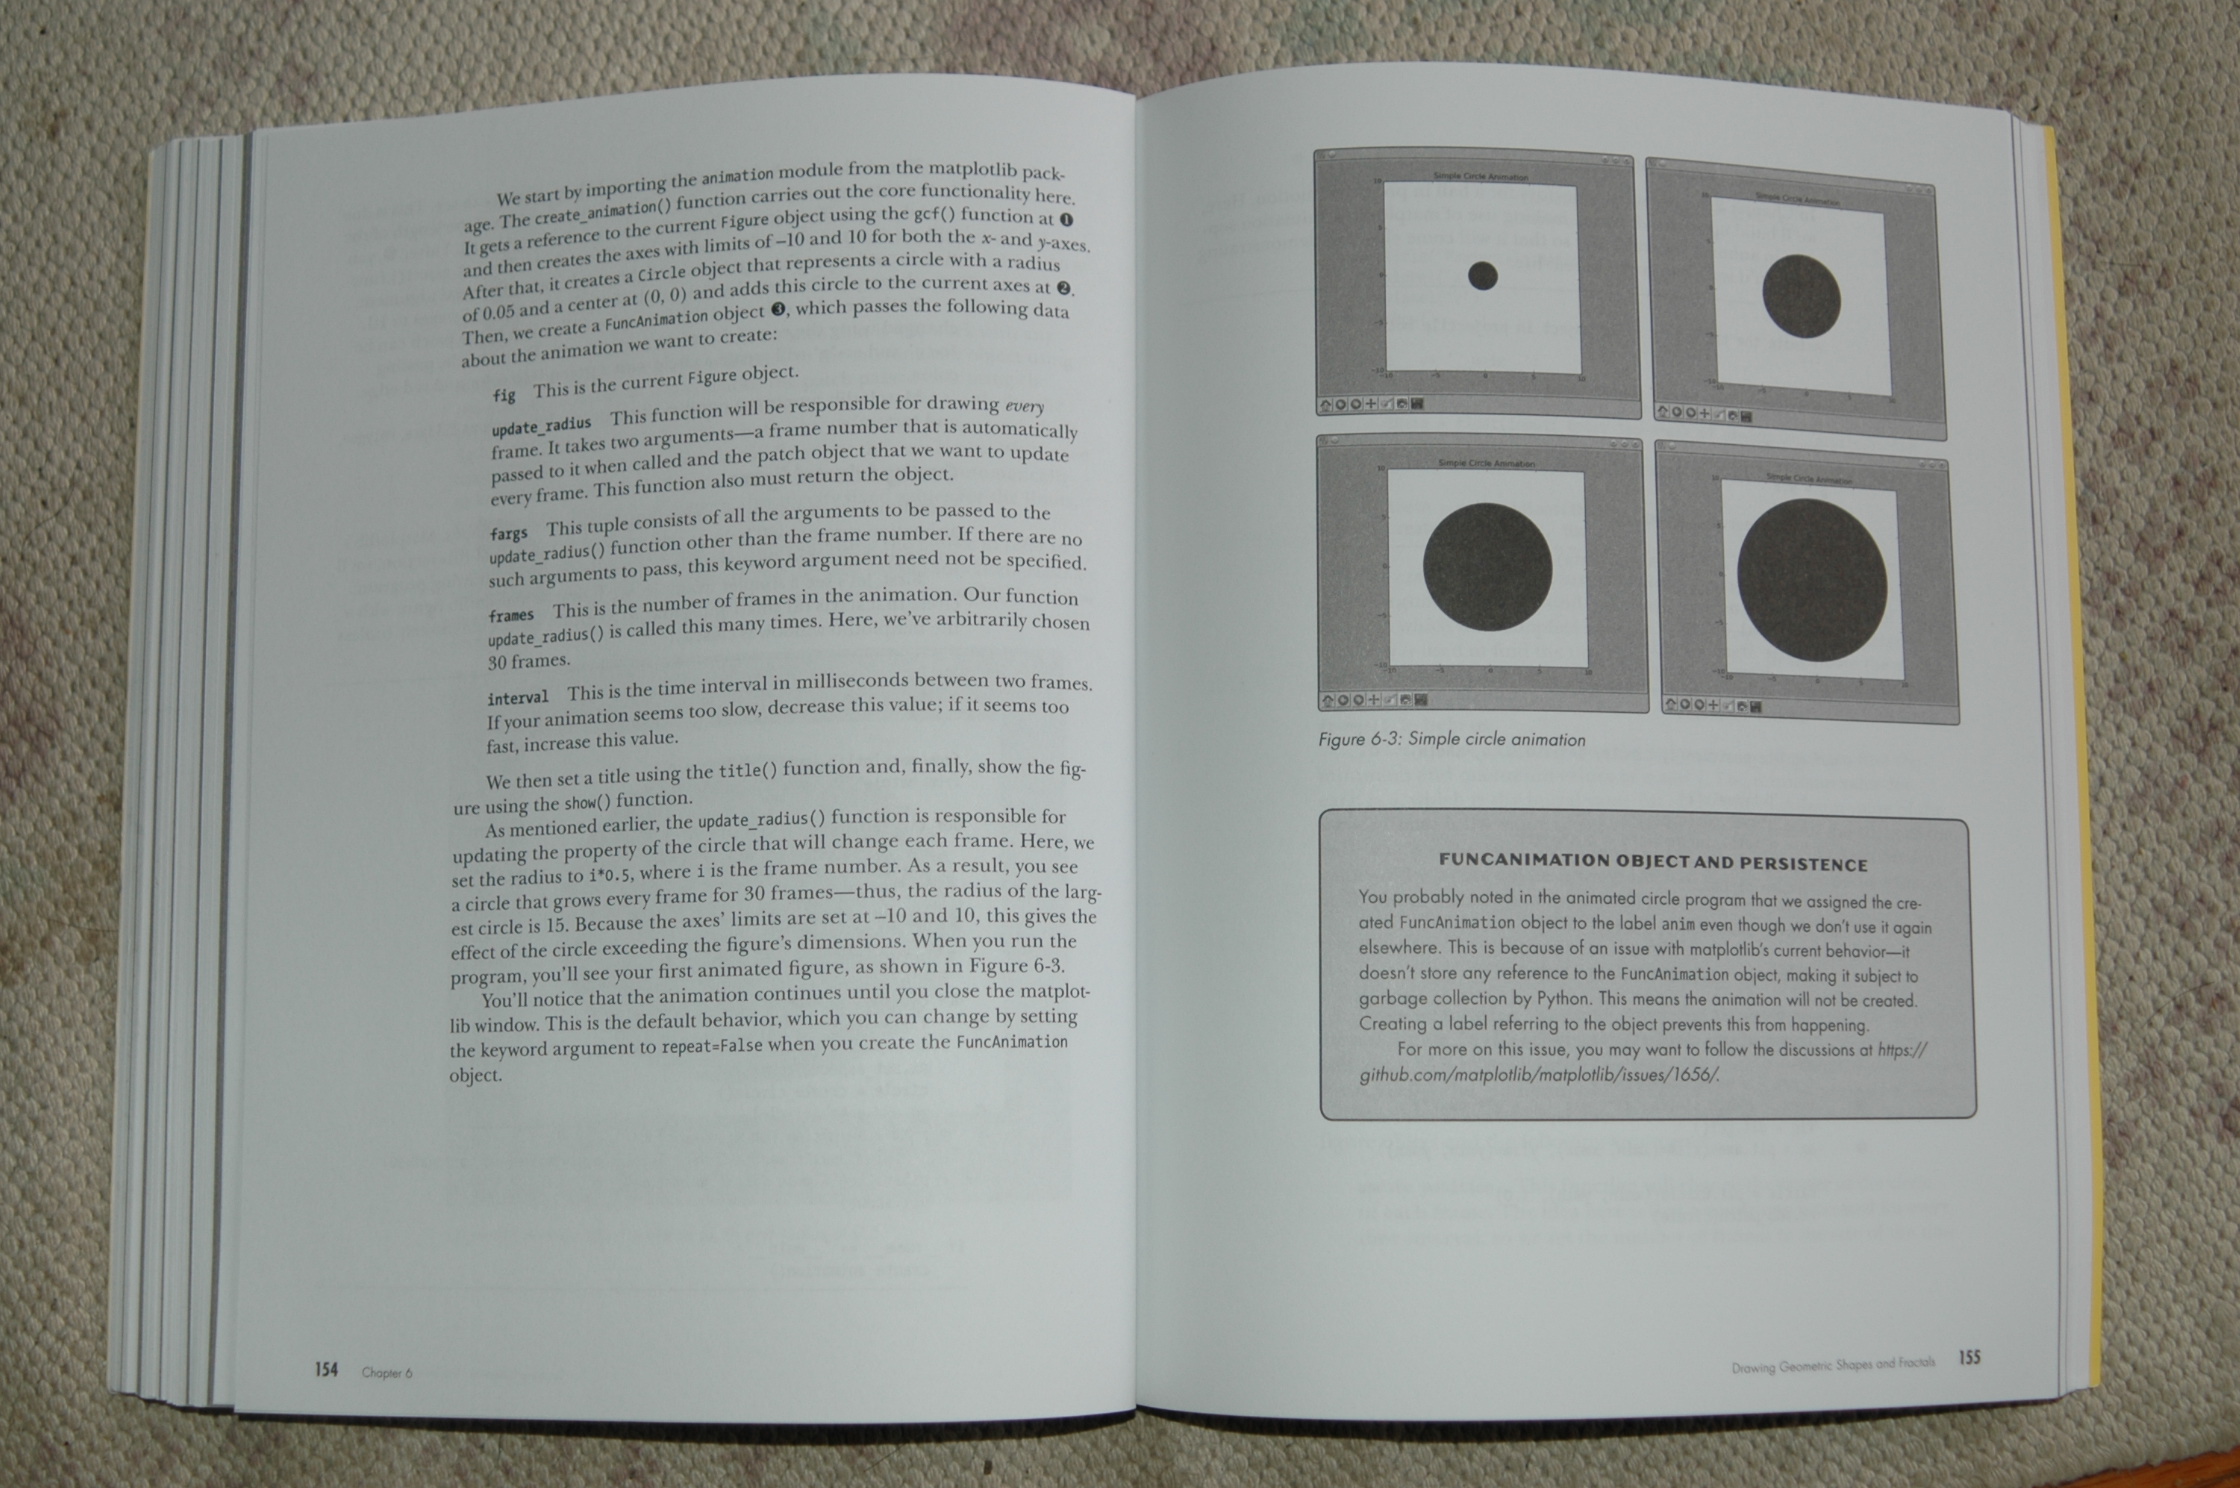 We start by importing the animation module from the matplotlib pack-
age. The create_animation() function carries out the core functionality here.
It gets a reference to the current Figure object using the gcf() function at ❶
and then creates the axes with limits of –10 and 10 for both the x- and y-axes.
After that, it creates a Circle object that represents a circle with a radius
of 0.05 and a center at (0, 0) and adds this circle to the current axes at ❷.
Then, we create a FuncAnimation object ❸, which passes the following data
about the animation we want to create:
fig This is the current Figure object.
update_radius This function will be responsible for drawing every
frame. It takes two arguments—a frame number that is automatically
passed to it when called and the patch object that we want to update
every frame. This function also must return the object.
fargs This tuple consists of all the arguments to be passed to the
update_radius() function other than the frame number. If there are no
such arguments to pass, this keyword argument need not be specified.
frames This is the number of frames in the animation. Our function
update_radius() is called this many times. Here, we've arbitrarily chosen
30 frames.
interval This is the time interval in milliseconds between two frames.
If your animation seems too slow, decrease this value; if it seems too
fast, increase this value.
We then set a title using the title() function and, finally, show the fig-
ure using the show() function.
As mentioned earlier, the update_radius() function is responsible for
updating the property of the circle that will change each frame. Here, we
set the radius to i*0.5, where i is the frame number. As a result, you see
a circle that grows every frame for 30 frames—thus, the radius of the larg-
est circle is 15. Because the axes' limits are set at –10 and 10, this gives the
effect of the circle exceeding the figure's dimensions. When you run the
program, you'll see your first animated figure, as shown in Figure 6-3.
You'll notice that the animation continues until you close the matplot-
lib window. This is the default behavior, which you can change by setting
the keyword argument to repeat=False when you create the FuncAnimation
object.
154 Chapter 6
Simple Circle Animation
Simple Circle Animation
Simple Circle Animation
Simple Circle Animation
Figure 6-3: Simple circle animation
FUNCANIMATION OBJECT AND PERSISTENCE
You probably noted in the animated circle program that we assigned the cre-
ated FuncAnimation object to the label anim even though we don't use it again
elsewhere. This is because of an issue with matplotlib's current behavior—it
doesn't store any reference to the FuncAnimation object, making it subject to
garbage collection by Python. This means the animation will not be created.
Creating a label referring to the object prevents this from happening.
For more on this issue, you may want to follow the discussions at https://
github.com/matplotlib/matplotlib/issues/1656/.
Drawing Geometric Shapes and Fractals 155